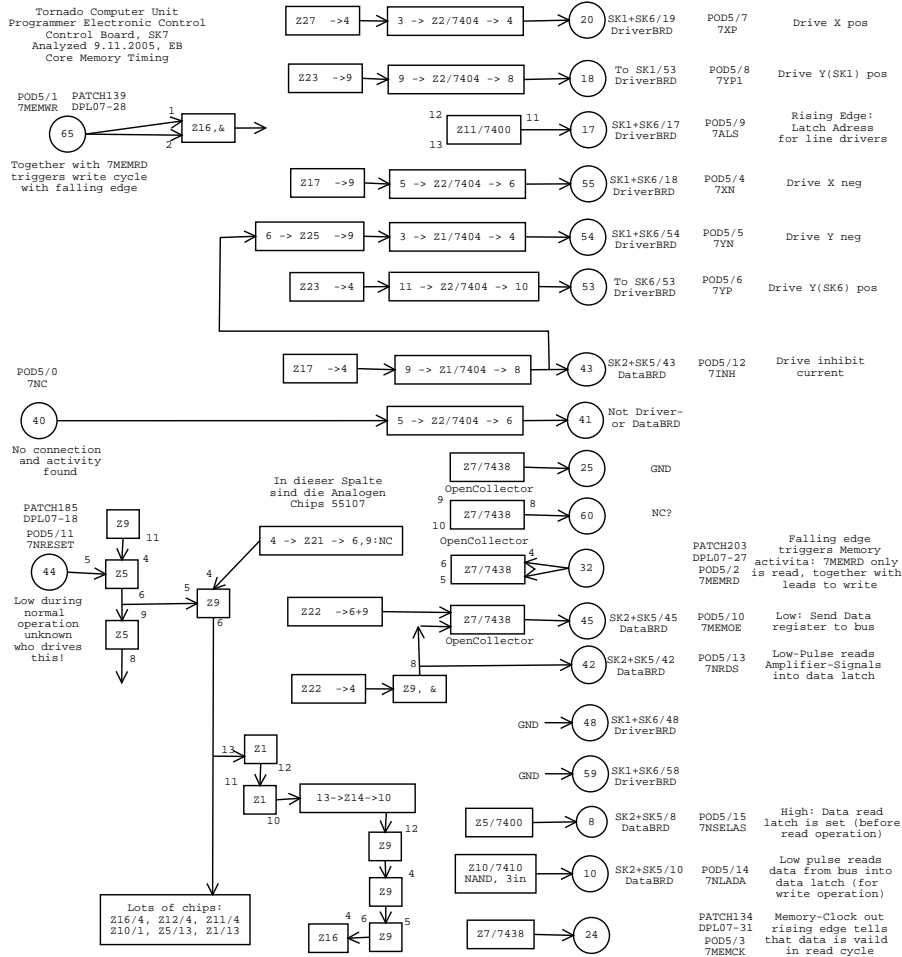 Tornado Computer Unit
Programmer Electronic Control
Control Board, SK7
Analyzed 9.11.2005, EB
Core Memory Timing
Z27 ->4
3 -> Z2/7404 -> 4
20
SK1+SK6/19
DriverBRD
POD5/7
7XP
Drive X pos
Z23 ->9
9 -> Z2/7404 -> 8
18
To SK1/53
DriverBRD
POD5/8
7YP1
Drive Y(SK1) pos
POD5/1
7MEMWR
PATCH139
DPL07-28
65
1
2
Z16,&
Together with 7MEMRD
triggers write cycle
with falling edge
12
13
Z11/7400
11
17
SK1+SK6/17
DriverBRD
POD5/9
7ALS
Rising Edge:
Latch Adress
for line drivers
Z17 ->9
5 -> Z2/7404 -> 6
55
SK1+SK6/18
DriverBRD
POD5/4
7XN
Drive X neg
6 -> Z25 ->9
3 -> Z1/7404 -> 4
54
SK1+SK6/54
DriverBRD
POD5/5
7YN
Drive Y neg
Z23 ->4
11 -> Z2/7404 -> 10
53
To SK6/53
DriverBRD
POD5/6
7YP
Drive Y(SK6) pos
Z17 ->4
9 -> Z1/7404 -> 8
43
SK2+SK5/43
DataBRD
POD5/12
7INH
Drive inhibit
current
POD5/0
7NC
40
No connection
and activity
found
5 -> Z2/7404 -> 6
41
Not Driver-
or DataBRD
Z7/7438
OpenCollector
25
GND
9
10
Z7/7438
8
OpenCollector
60
NC?
6
5
Z7/7438
4
32
PATCH203
DPL07-27
POD5/2
7MEMRD
Falling edge
triggers Memory
activita: 7MEMRD only
is read, together with
leads to write
In dieser Spalte
sind die Analogen
Chips 55107
4 -> Z21 -> 6,9:NC
PATCH185
DPL07-18
POD5/11
7NRESET
44
Low during
normal
operation
unknown
who drives
this!
Z9
11
5
4
Z5
6
9
Z5
8
4
5
Z9
6
Z22 ->6+9
Z7/7438
OpenCollector
45
SK2+SK5/45
DataBRD
POD5/10
7MEMOE
Low: Send Data
register to bus
Z22 ->4
8
Z9, &
42
SK2+SK5/42
DataBRD
POD5/13
7NRDS
Low-Pulse reads
Amplifier-Signals
into data latch
GND
48
SK1+SK6/48
DriverBRD
GND
59
SK1+SK6/58
DriverBRD
13
Z1
12
11
Z1
10
13->Z14->10
12
Z9
4
Z9
5
6
Z9
4
Z16
Z5/7400
8
SK2+SK5/8
DataBRD
POD5/15
7NSELAS
High: Data read
latch is set (before
read operation)
Z10/7410
NAND, 3in
10
SK2+SK5/10
DataBRD
POD5/14
7NLADA
Low pulse reads
data from bus into
data latch (for
write operation)
Lots of chips:
Z16/4, Z12/4, Z11/4
Z10/1, Z5/13, Z1/13
Z7/7438
24
PATCH134
DPL07-31
POD5/3
7MEMCK
Memory-Clock out
rising edge tells
that data is vaild
in read cycle